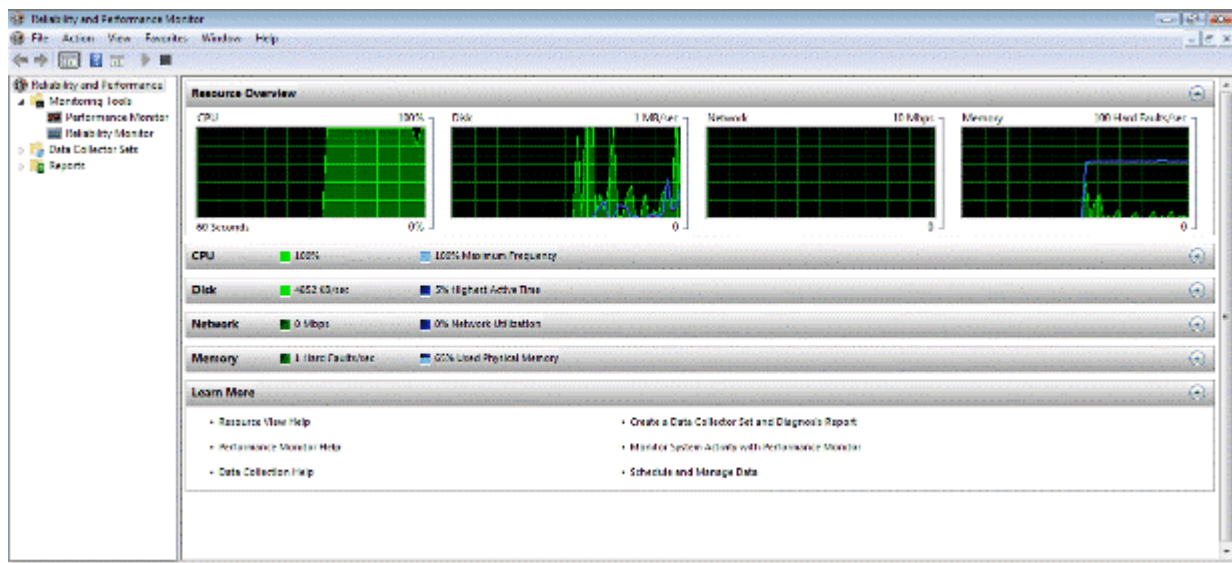 Reliability and Performance Monitor
File Action View Favorites Window Help
Reliability and Performance
Monitoring Tools
Performance Monitor
Reliability Monitor
Data Collector Sets
Reports
Resource Overview
CPU 100% Disk 1 MB/sec Network 10 Mbps Memory 100 Hard Faults/sec
60 Seconds 0% 0 0 0
CPU 100% 100% Maximum Frequency
Disk KB/sec 5% Highest Active Time
Network 0 Mbps 0% Network Utilization
Memory 1 Hard Faults/sec 65% Used Physical Memory
Learn More
• Resource View Help • Create a Data Collector Set and Diagnosis Report
• Performance Monitor Help • Monitor System Activity with Performance Monitor
• Data Collection Help • Schedule and Manage Data